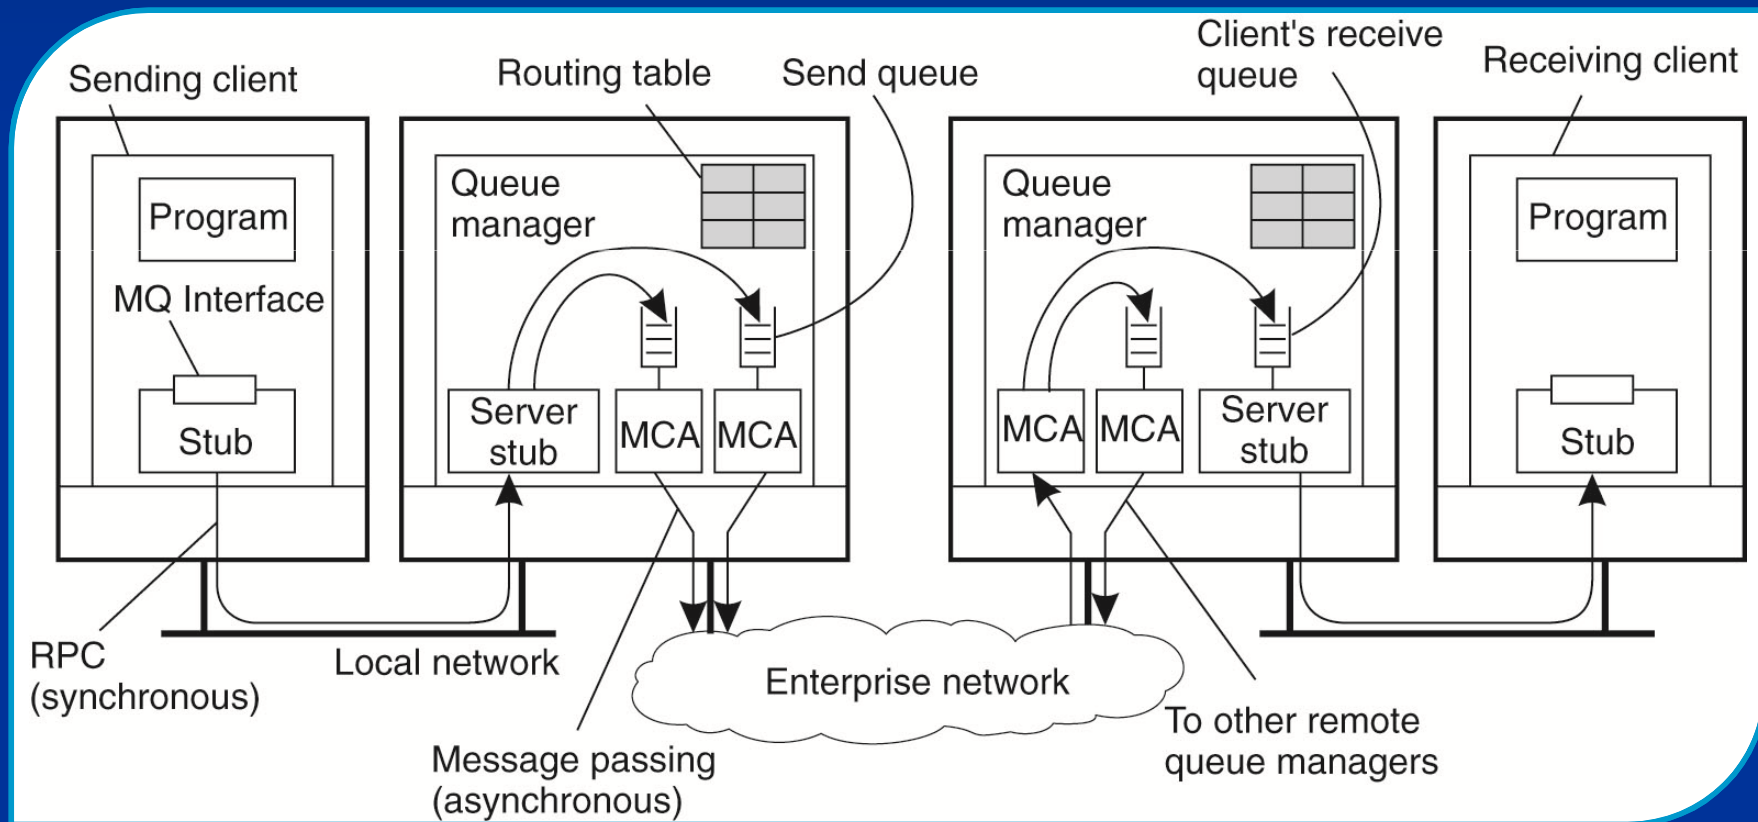 Sending client
Routing table
Send queue
Client's receive
queue
Receiving client
Program
MQ Interface
Stub
Queue
manager
Server
stub
MCA
MCA
Queue
manager
MCA
MCA
Server
stub
Program
Stub
RPC
(synchronous)
Local network
Message passing
(asynchronous)
Enterprise network
To other remote
queue managers